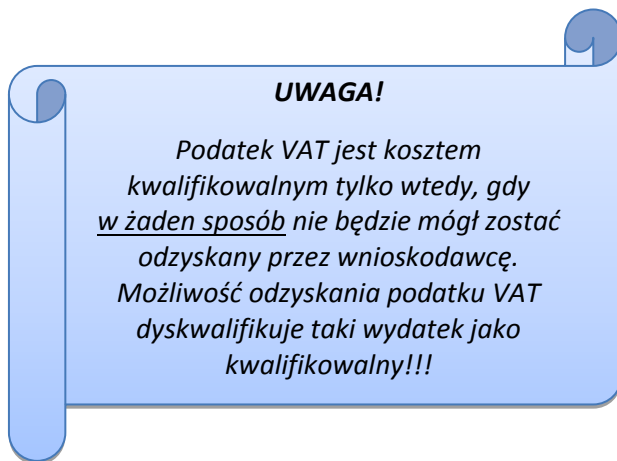 UWAGA!
Podatek VAT jest kosztem
kwalifikowalnym tylko wtedy, gdy
w żaden sposób nie będzie mógł zostać
odzyskany przez wnioskodawcę.
Możliwość odzyskania podatku VAT
dyskwalifikuje taki wydatek jako
kwalifikowalny!!!